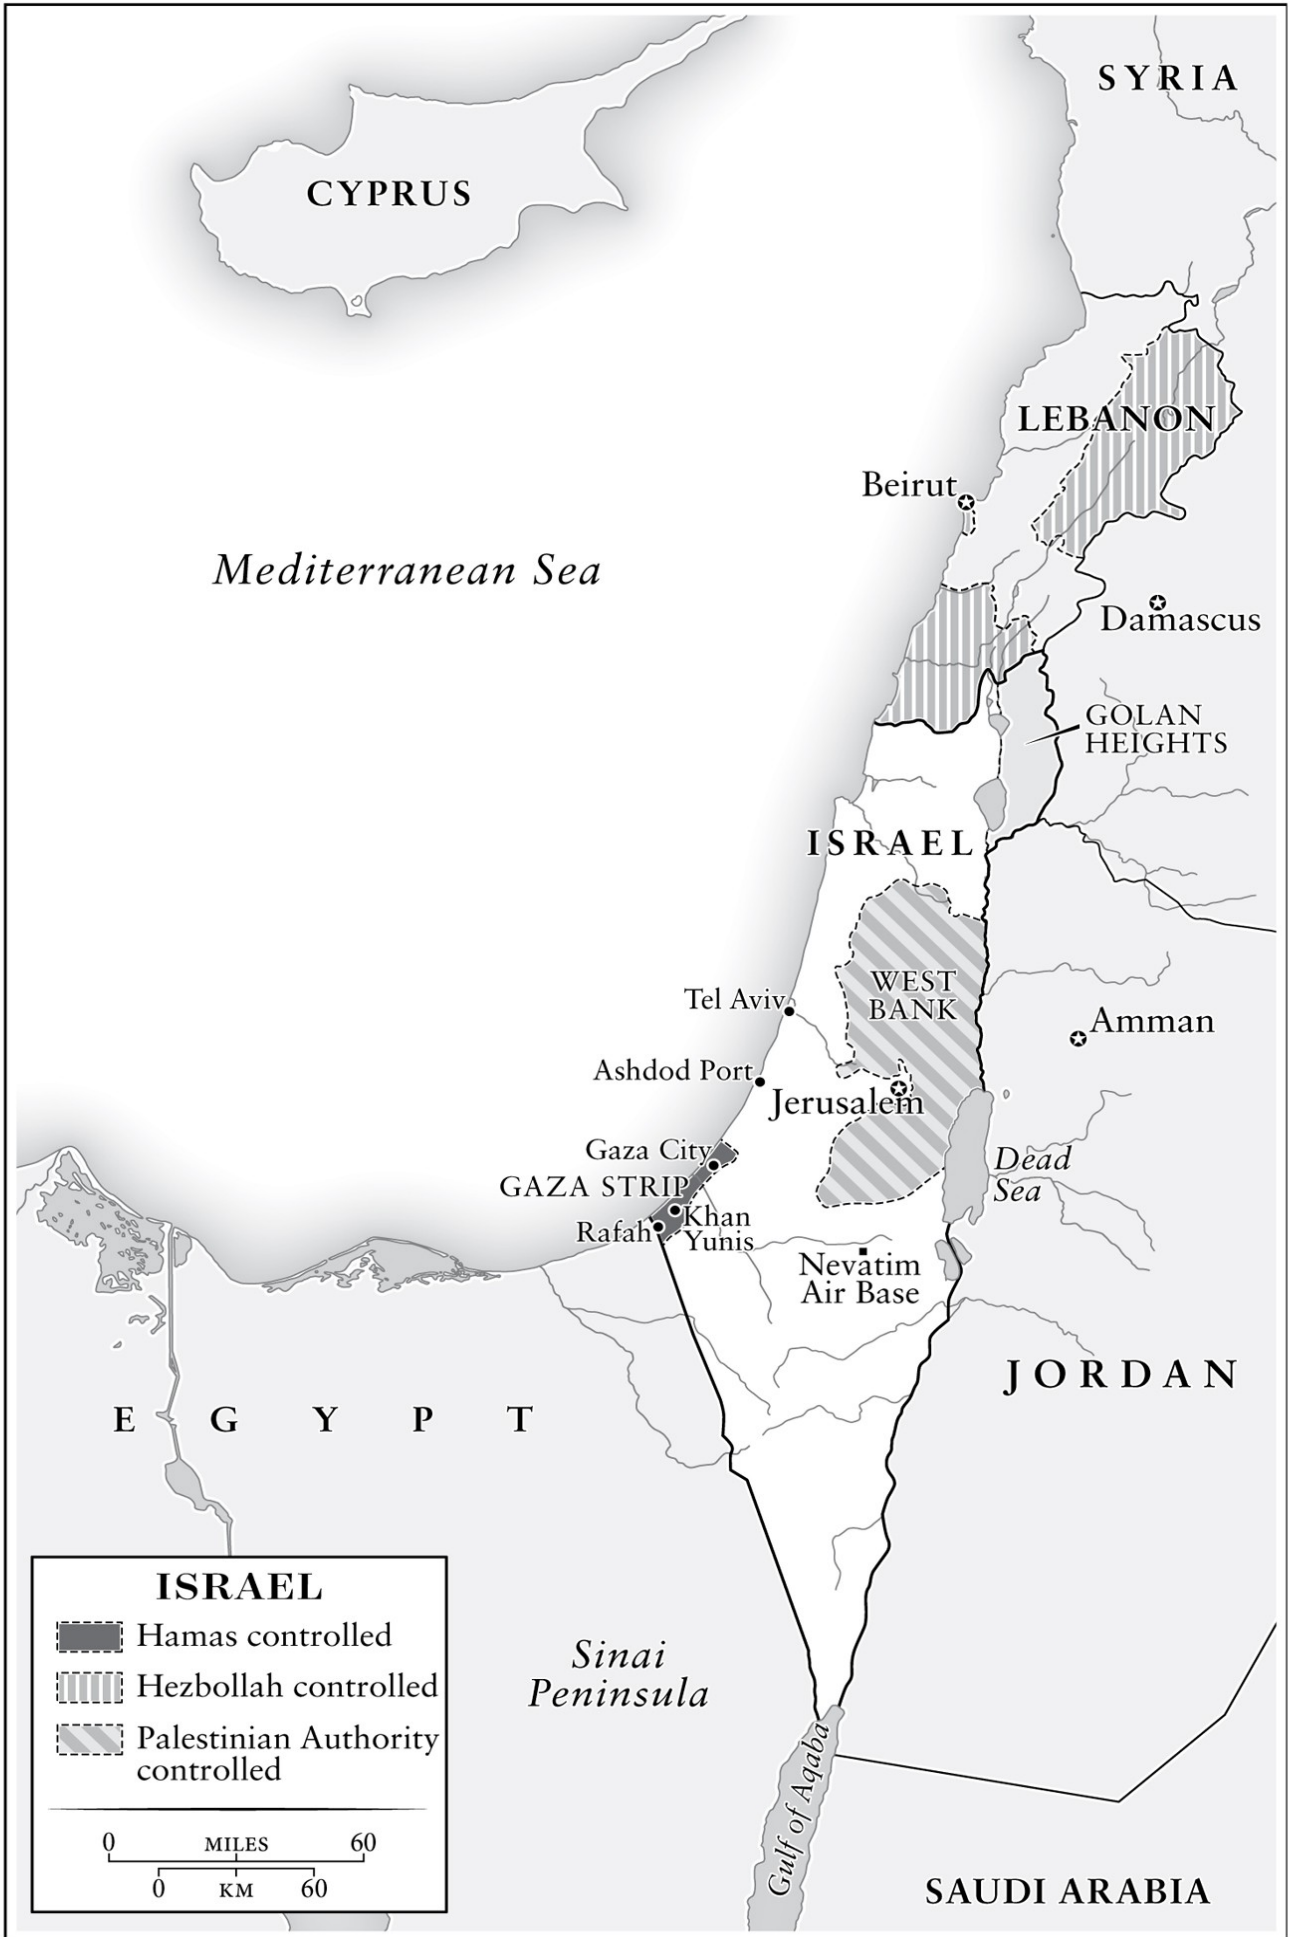 SYRIA
CYPRUS
LEBANON
Beirut
Mediterranean Sea
Damascus
GOLAN
HEIGHTS
ISRAEL
WEST
BANK
Tel Aviv
Amman
Ashdod Port
Jerusalem
Gaza City
Dead
Sea
GAZA STRIP
Khan
Yunis
Rafah
Nevatim
Air Base
JORDAN
EGYPT
Sinai
Peninsula
Gulf of Aqaba
SAUDI ARABIA
ISRAEL
Hamas controlled
Hezbollah controlled
Palestinian Authority
controlled
0 MILES 60
0 KM 60